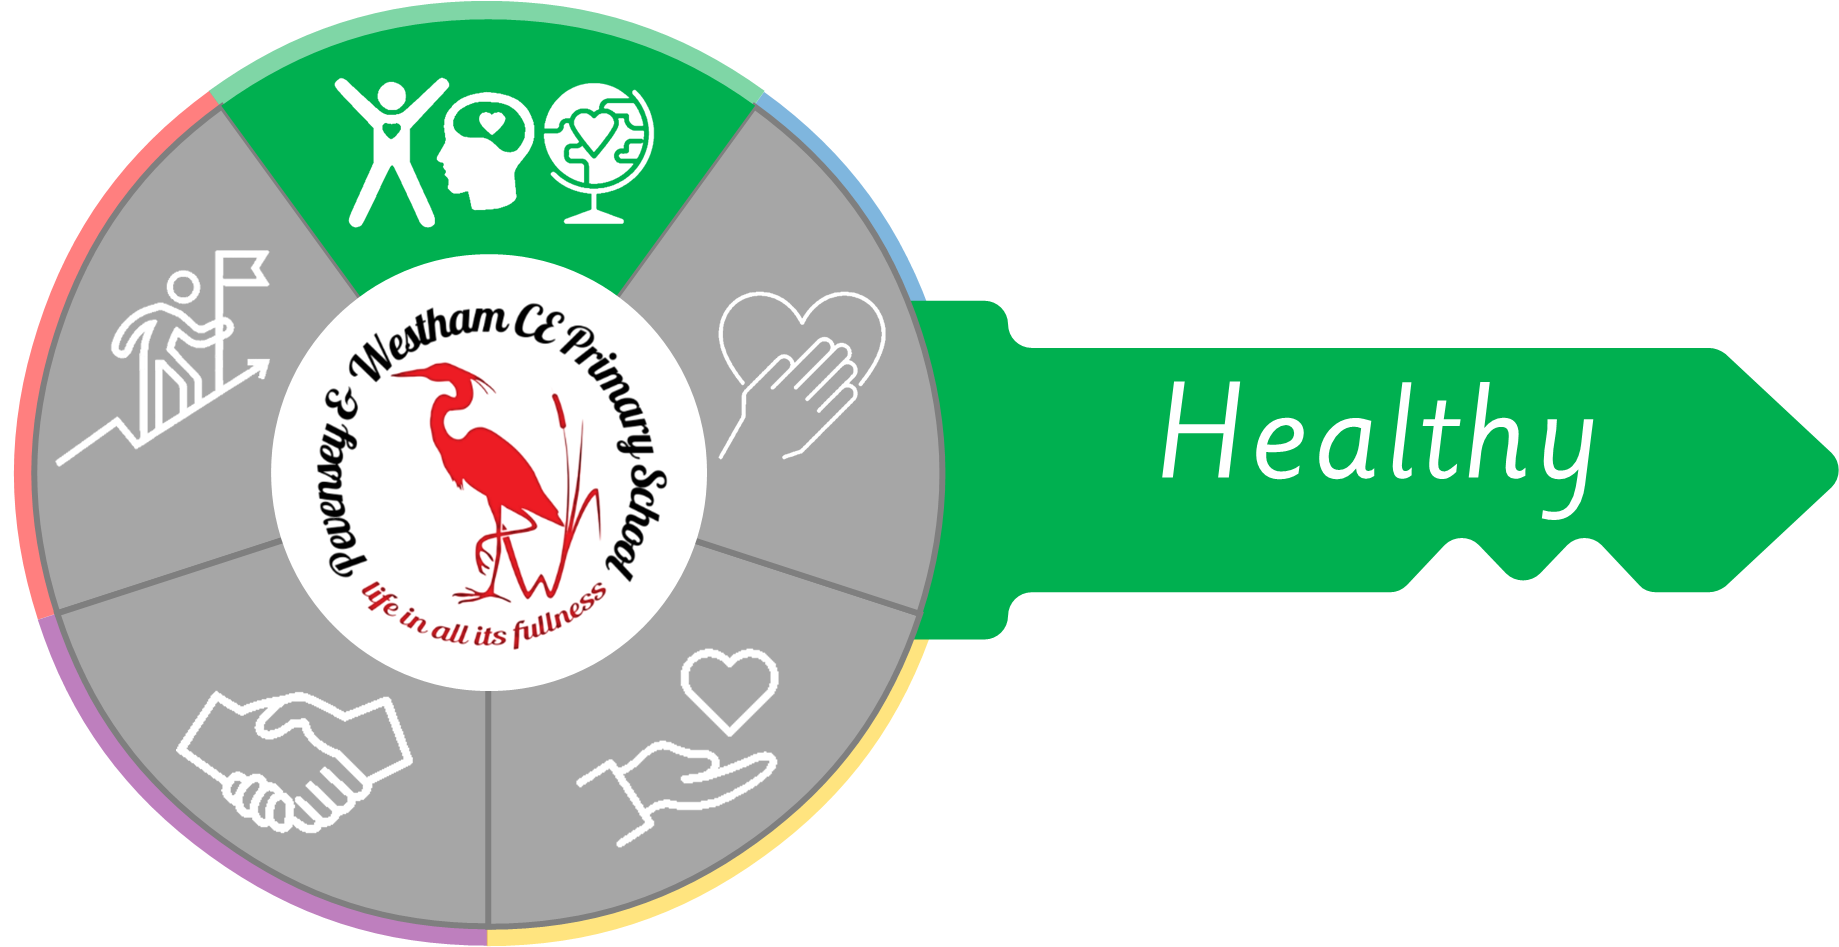 Pevensey & Westham CE Primary School
life in all its fullness
Healthy